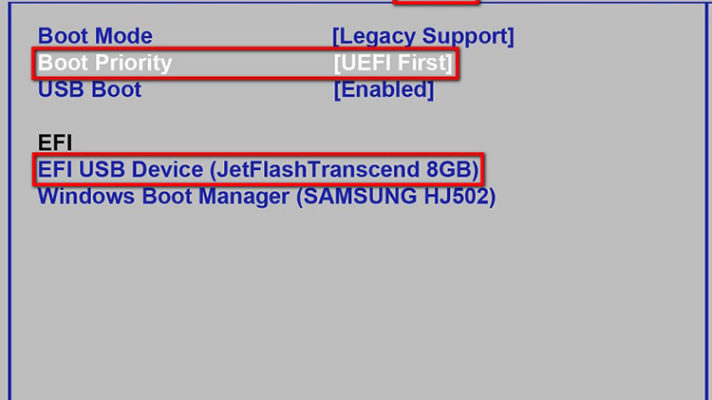 Boot Mode [Legacy Support]
Boot Priority [UEFI First]
USB Boot [Enabled]
EFI
EFI USB Device (JetFlashTranscend 8GB)
Windows Boot Manager (SAMSUNG HJ502)